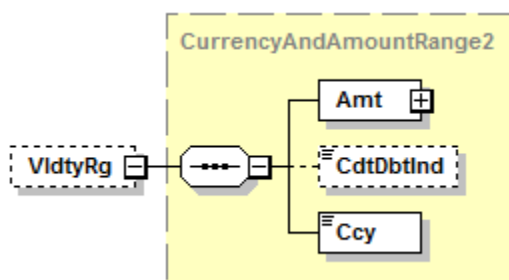 CurrencyAndAmountRange2
Amt
VldtyRg
CdtDbtInd
Ccy